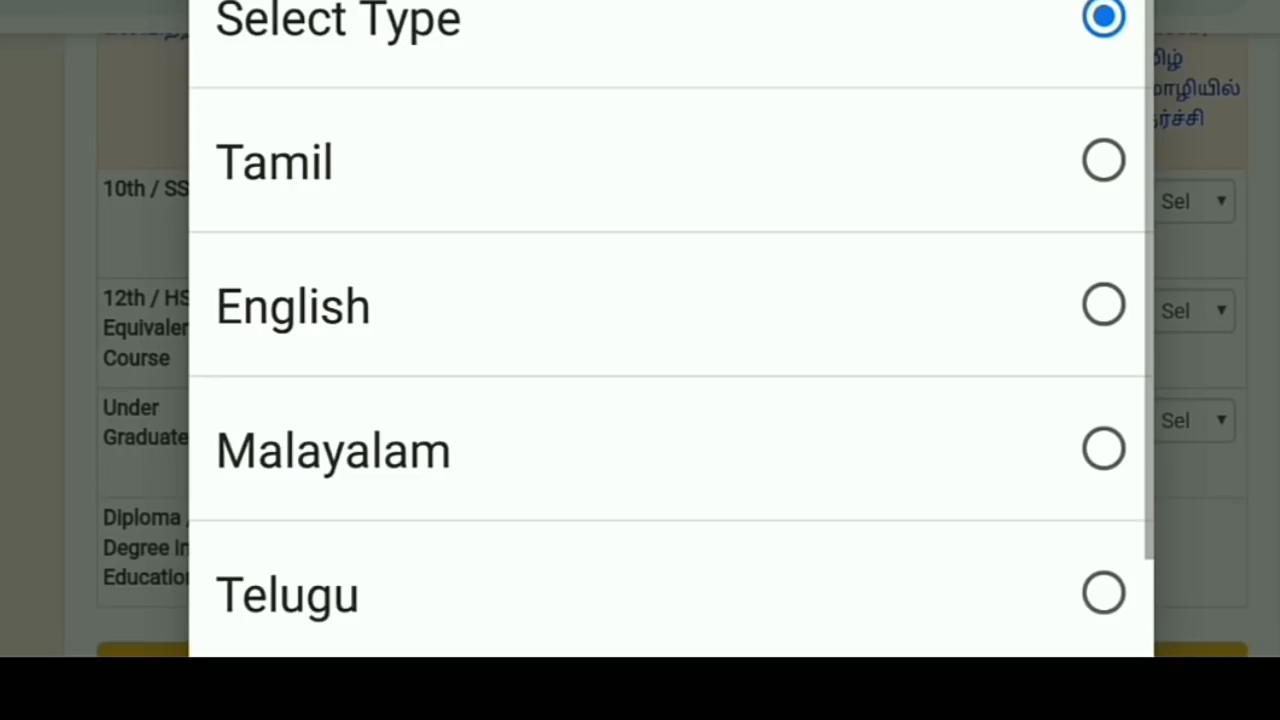 Select Type
Tamil
English
Malayalam
Telugu
மாழியில்
10th / SS
Sel
12th / HS
Equivaler
Course
Sel
Under
Graduate
Sel
Diploma /
Degree in
Education